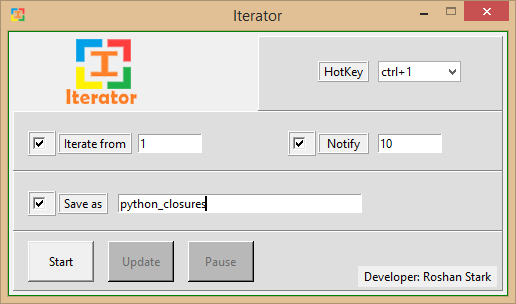 Iterator
I
Iterator
HotKey ctrl+1
Iterate from 1 Notify 10
Save as python_closures
Start Update Pause
Developer: Roshan Stark